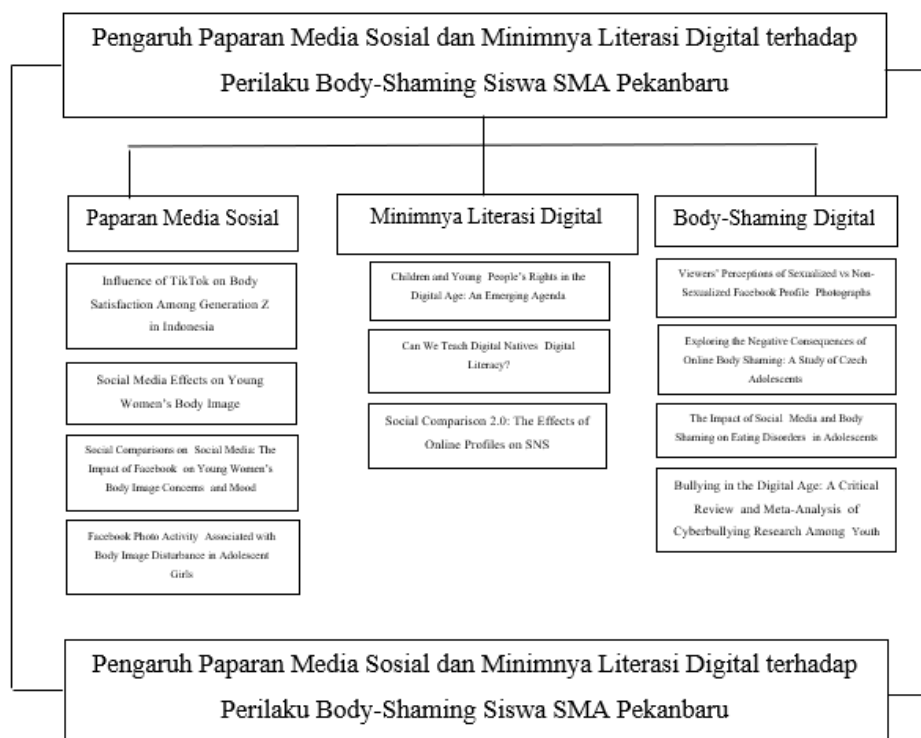 Pengaruh Paparan Media Sosial dan Minimnya Literasi Digital terhadap
Perilaku Body-Shaming Siswa SMA Pekanbaru
Paparan Media Sosial
Influence of TikTok on Body
Satisfaction Among Generation Z
in Indonesia
Social Media Effects on Young
Women's Body Image
Social Comparisons on Social Media: The
Impact of Facebook on Young Women's
Body Image Concerns and Mood
Facebook Photo Activity Associated with
Body Image Disturbance in Adolescent
Girls
Minimnya Literasi Digital
Children and Young People's Rights in the
Digital Age: An Emerging Agenda
Can We Teach Digital Natives Digital
Literacy?
Social Comparison 2.0: The Effects of
Online Profiles on SNS
Body-Shaming Digital
Viewers' Perceptions of Sexualized vs Non-
Sexualized Facebook Profile Photographs
Exploring the Negative Consequences of
Online Body Shaming: A Study of Czech
Adolescents
The Impact of Social Media and Body
Shaming on Eating Disorders in Adolescents
Bullying in the Digital Age: A Critical
Review and Meta-Analysis of
Cyberbullying Research Among Youth
Pengaruh Paparan Media Sosial dan Minimnya Literasi Digital terhadap
Perilaku Body-Shaming Siswa SMA Pekanbaru